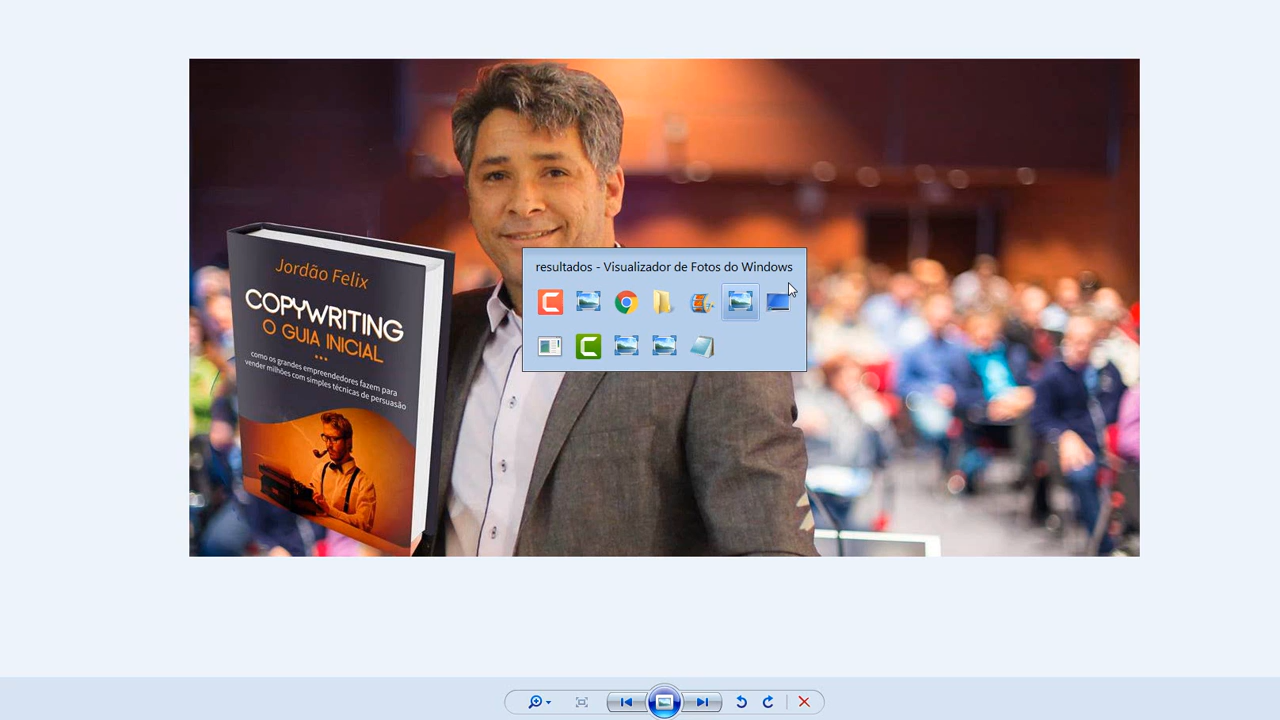 resultados - Visualizador de Fotos do Windows
Jordão Felix
COPYWRITING
O GUIA INICIAL
...
como os grandes empreendedores fazem para
vender milhões com simples técnicas de persuasão